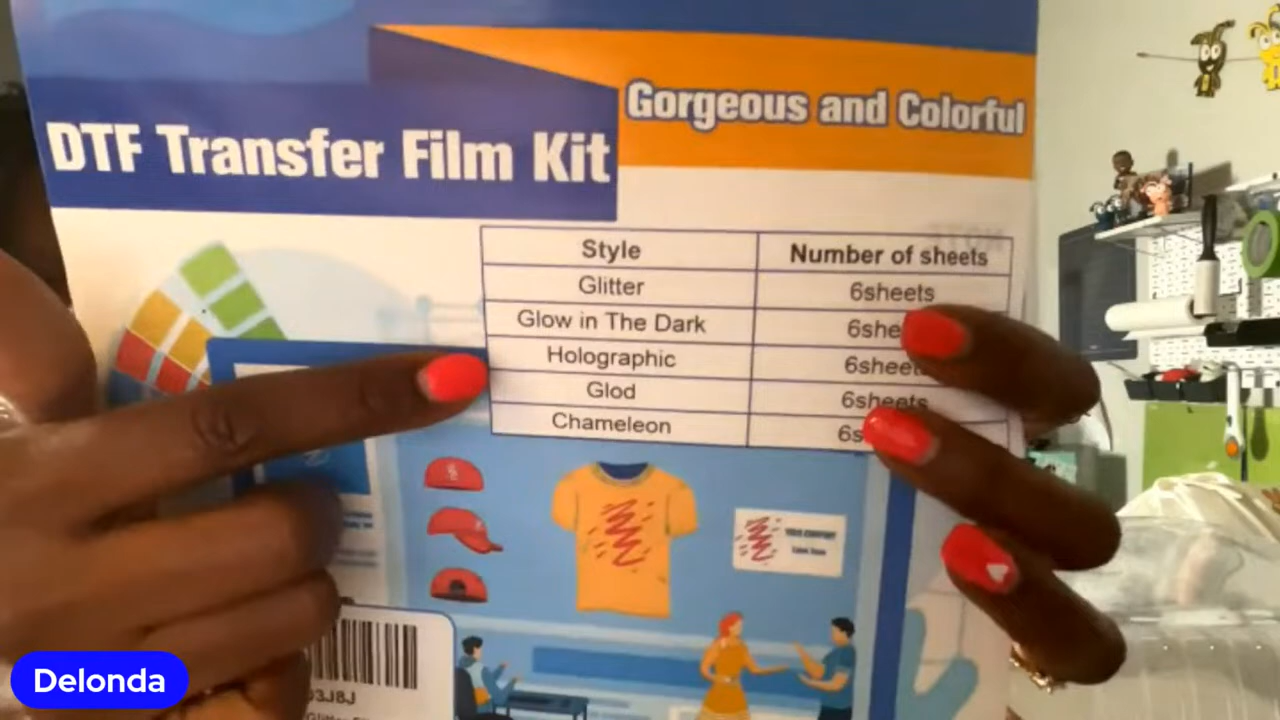 Gorgeous and Colorful
DTF Transfer Film Kit
Style Number of sheets
Glitter 6sheets
Glow in The Dark
Holographic
Glod 6sheets
Chameleon
Delonda